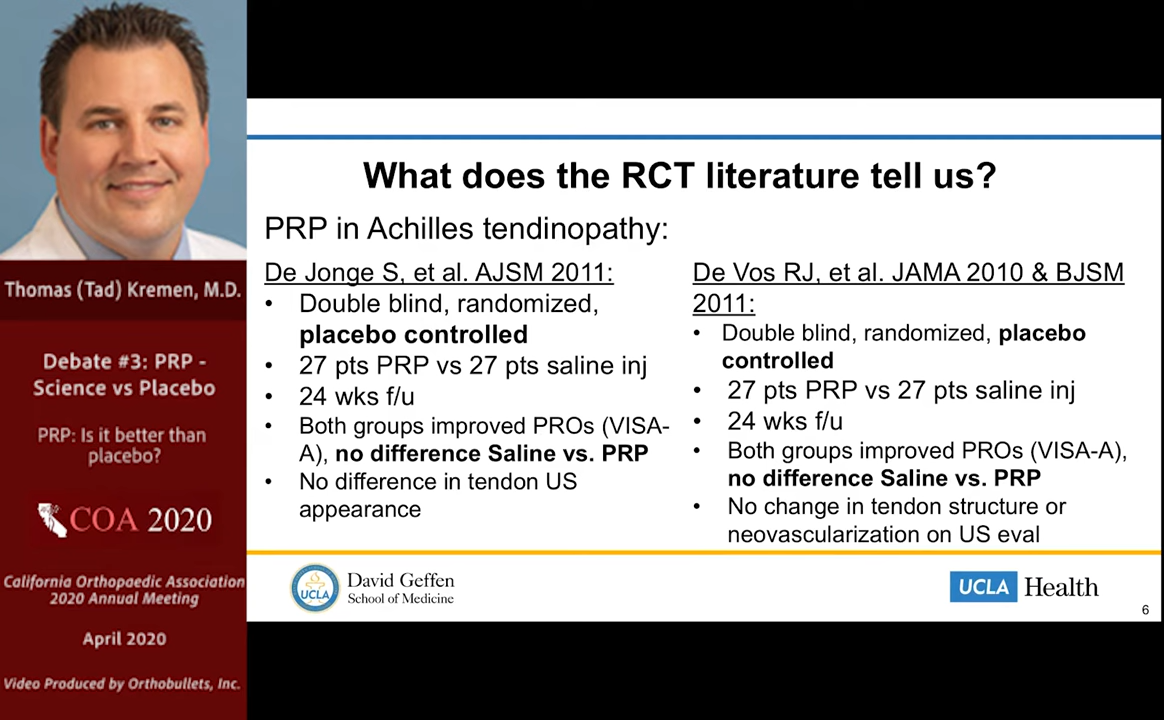 Thomas (Tad) Kremen, M.D.
Debate #3: PRP -
Science vs Placebo
PRP: Is it better than
placebo?
COA 2020
California Orthopaedic Association
2020 Annual Meeting
April 2020
Video Produced by Orthobullets, Inc.
What does the RCT literature tell us?
PRP in Achilles tendinopathy:
De Jonge S, et al. AJSM 2011:
• Double blind, randomized,
placebo controlled
• 27 pts PRP vs 27 pts saline inj
• 24 wks f/u
• Both groups improved PROs (VISA-
A), no difference Saline vs. PRP
• No difference in tendon US
appearance
De Vos RJ, et al. JAMA 2010 & BJSM
2011:
• Double blind, randomized, placebo
controlled
• 27 pts PRP vs 27 pts saline inj
• 24 wks f/u
• Both groups improved PROs (VISA-A),
no difference Saline vs. PRP
• No change in tendon structure or
neovascularization on US eval
UCLA
David Geffen
School of Medicine
UCLA Health
6